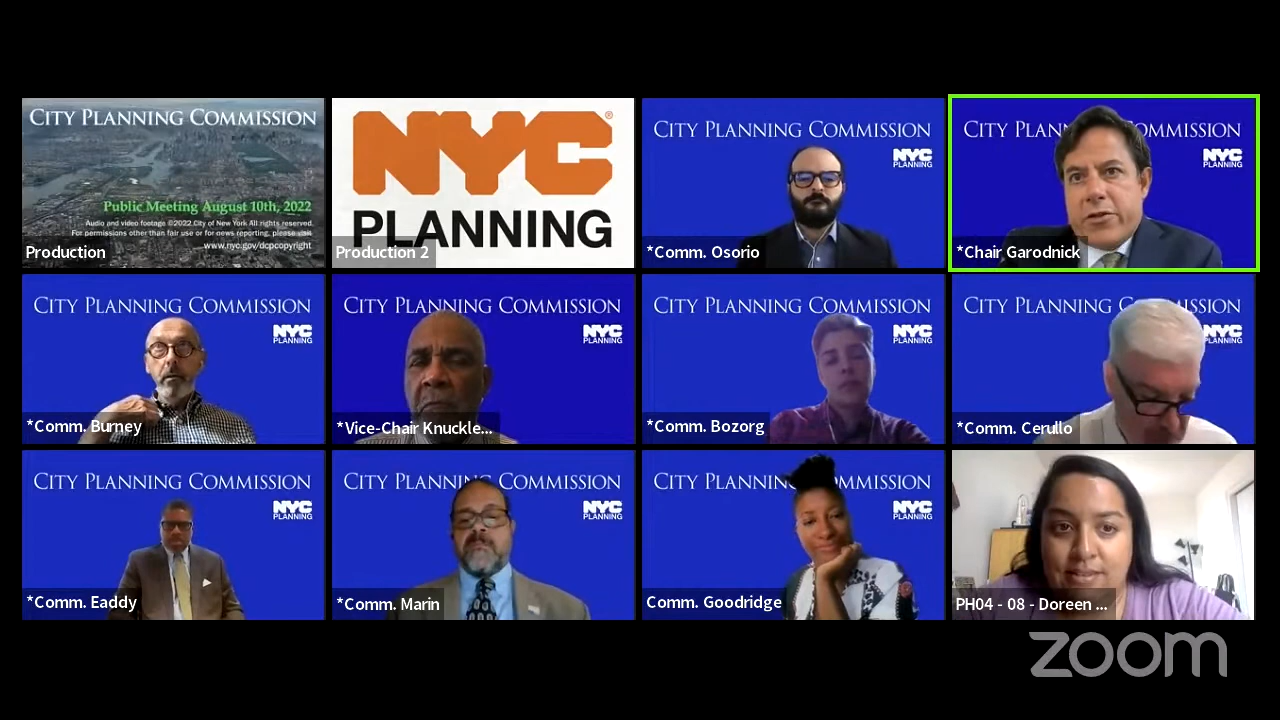 CITY PLANNING COMMISSION
Public Meeting August 10th, 2022
Audio and video footage ©2022 City of New York All rights reserved.
For permissions other than fair use or for news reporting, please visit
www.nyc.gov/dcpcopyright
Production
NYC®
PLANNING
Production 2
CITY PLANNING COMMISSION
NYC
PLANNING
*Comm. Osorio
CITY PLAN OMMISSION
NYC
PLANNING
*Chair Garodnick
CITY PLANNING COMMISSION
NYC
PLANNING
*Comm. Burney
CITY PLANNING COMMISSION
NYC
PLANNING
*Vice-Chair Knuckle...
CITY PLANNING COMMISSION
NYC
PLANNING
*Comm. Bozorg
CITY PLANNING CO ISSION
NYC
PLANNING
*Comm. Cerullo
CITY PLANNING COMMISSION
NYC
PLANNING
*Comm. Eaddy
CITY PLANNING COMMISSION
NYC
PLANNING
*Comm. Marin
CITY PLANNIN OMMISSION
NYC
PLANNING
Comm. Goodridge
PH04 - 08 - Doreen ...
zoom